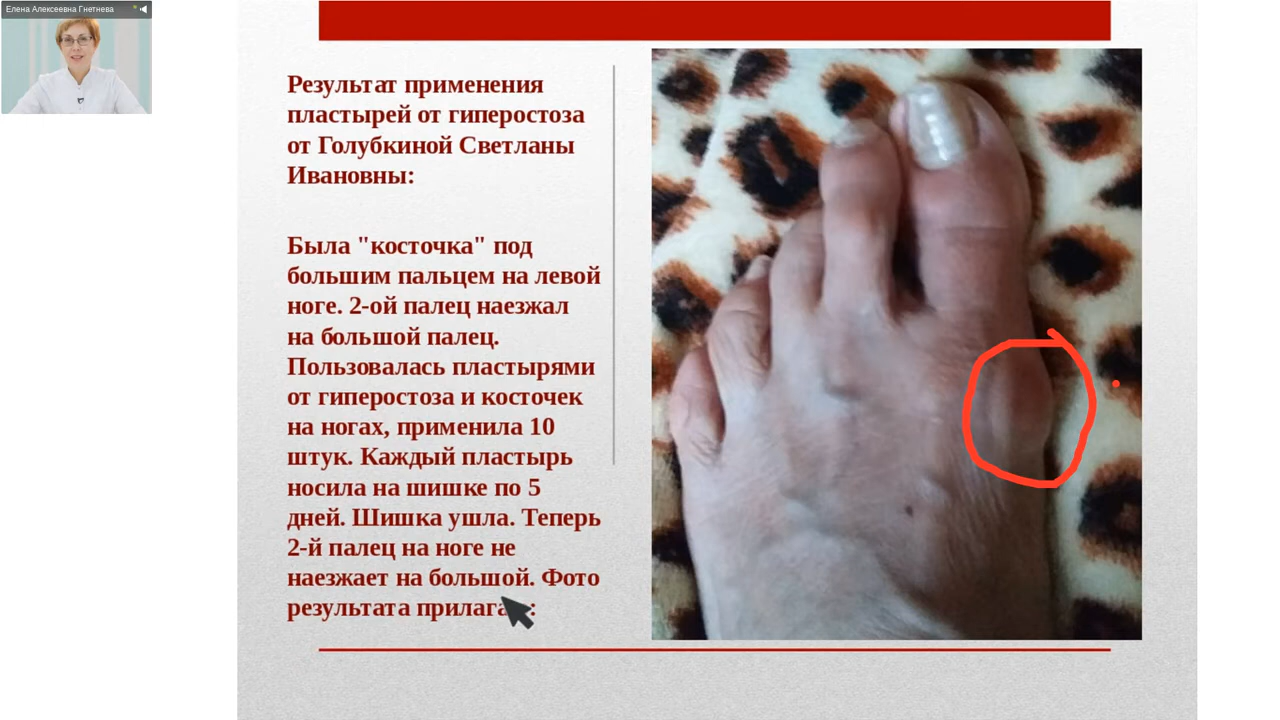 Елена Алексеевна Гнетнева
Результат применения
пластырей от гиперостоза
от Голубкиной Светланы
Ивановны:
Была "косточка" под
большим пальцем на левой
ноге. 2-ой палец наезжал
на большой палец.
Пользовалась пластырями
от гиперостоза и косточек
на ногах, применила 10
штук. Каждый пластырь
носила на шишке по 5
дней. Шишка ушла. Теперь
2-й палец на ноге не
наезжает на большой. Фото
результата :